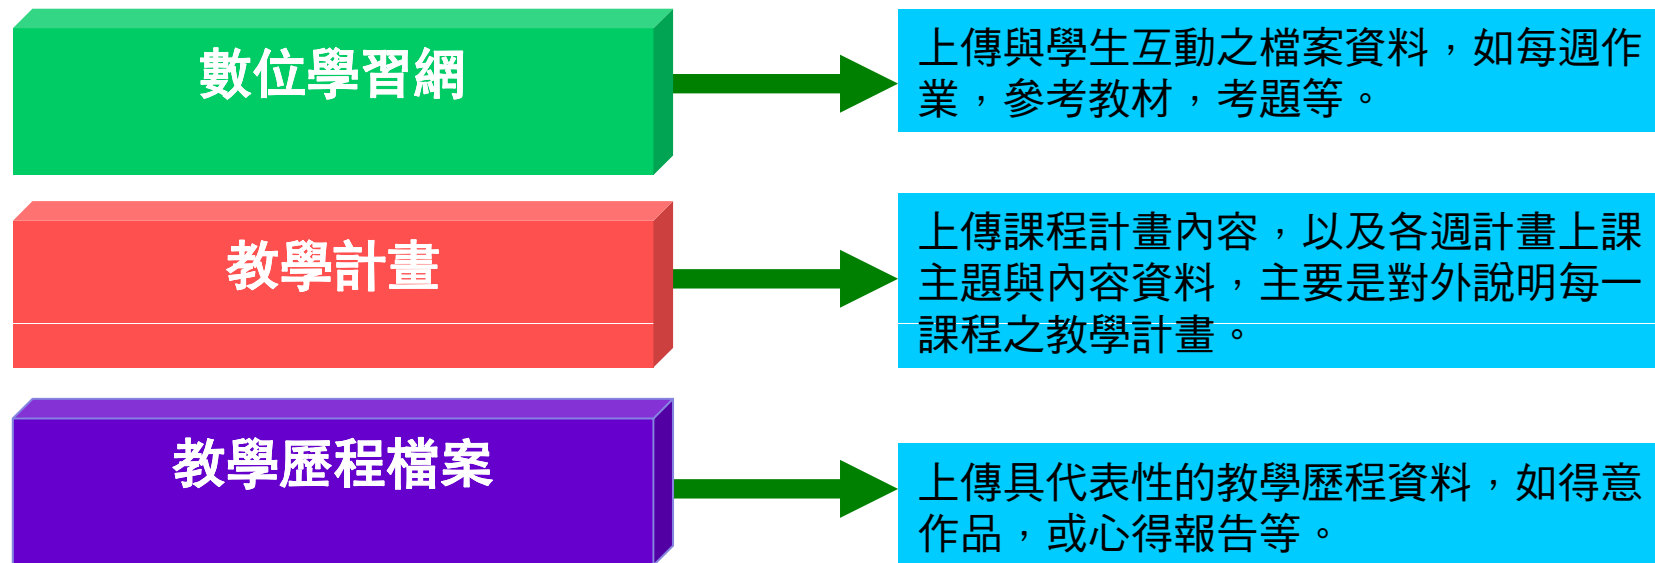 數位學習網
上傳與學生互動之檔案資料，如每週作
業，參考教材，考題等。
教學計畫
上傳課程計畫內容，以及各週計畫上課
主題與內容資料，主要是對外說明每一
課程之教學計畫。
教學歷程檔案
上傳具代表性的教學歷程資料，如得意
作品，或心得報告等。